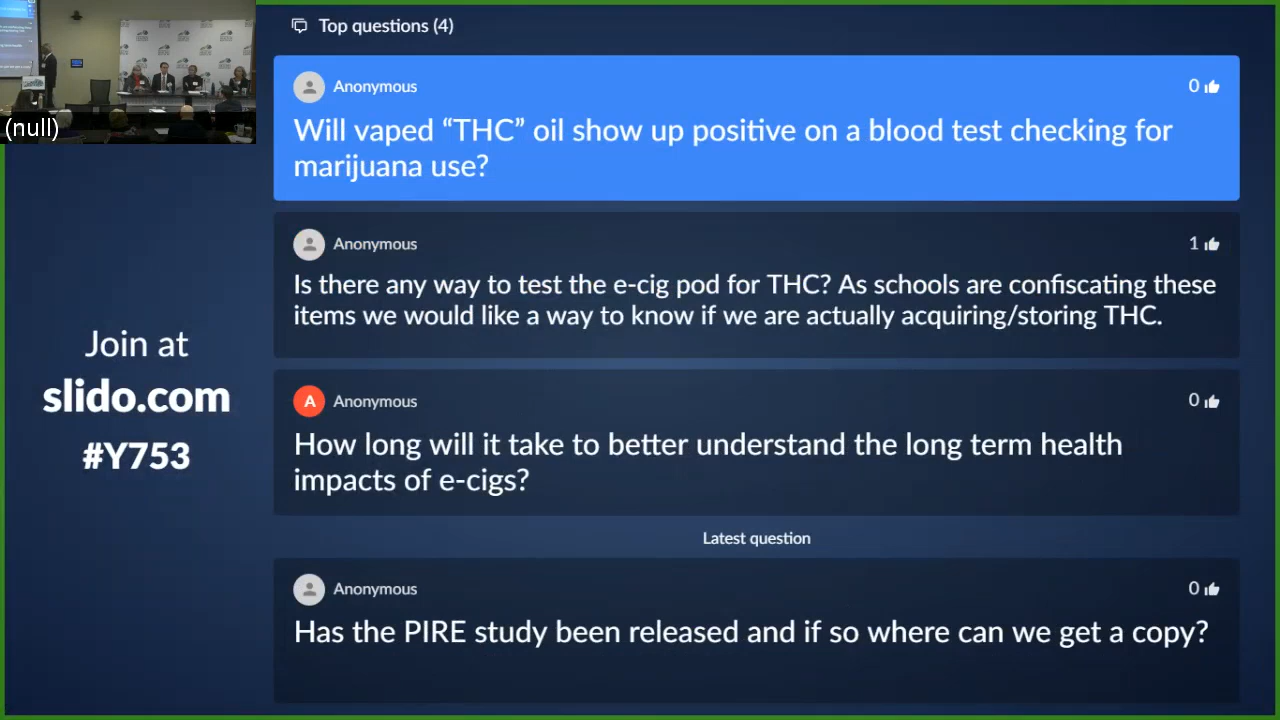 Top questions (4)
Anonymous
0
Will vaped “THC” oil show up positive on a blood test checking for
marijuana use?
(null)
Anonymous
1
Is there any way to test the e-cig pod for THC? As schools are confiscating these
items we would like a way to know if we are actually acquiring/storing THC.
Join at
slido.com
#Y753
A
Anonymous
0
How long will it take to better understand the long term health
impacts of e-cigs?
Latest question
Anonymous
0
Has the PIRE study been released and if so where can we get a copy?